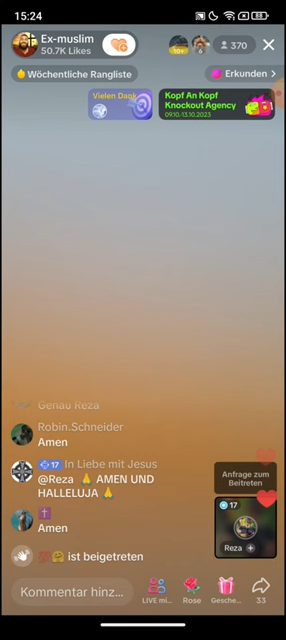 15:24
88
Ex-muslim
50.7K Likes
370
Wöchentliche Rangliste
Erkunden >
Vielen Dank
Kopf An Kopf
Knockout Agency
09.10.-13.10.2023
Genau Reza
Robin.Schneider
Amen
17 In Liebe mit Jesus
@Reza 🙏 AMEN UND
HALLELUJA 🙏
Amen
ist beigetreten
Anfrage zum
Beitreten
17
Reza +
Kommentar hinz...
LIVE mi...
Rose
Gesche...
33